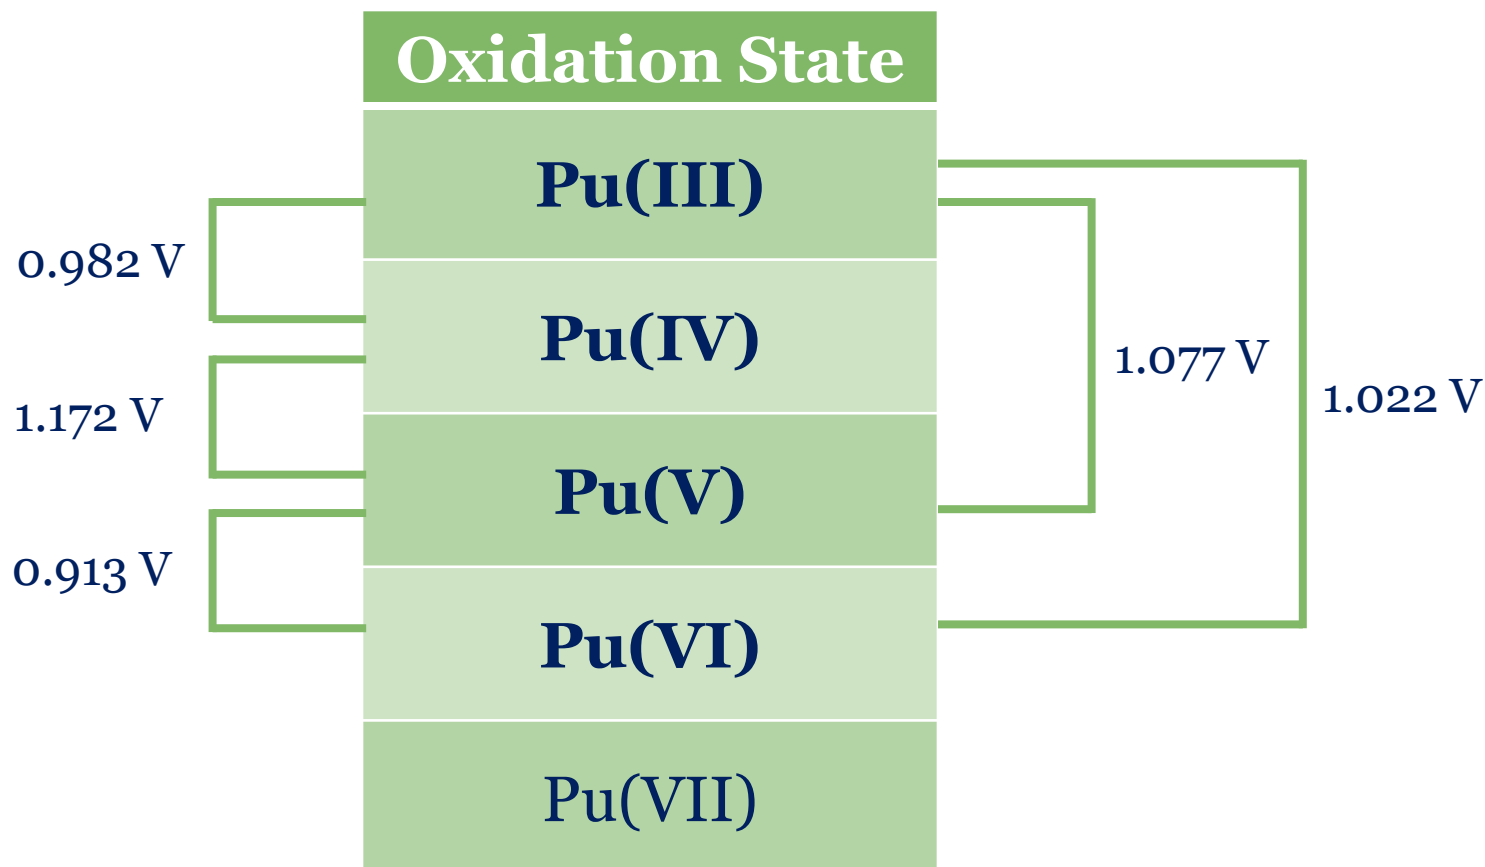 Oxidation State
Pu(III)
0.982 V
Pu(IV)
1.077 V
1.022 V
1.172 V
Pu(V)
0.913 V
Pu(VI)
Pu(VII)